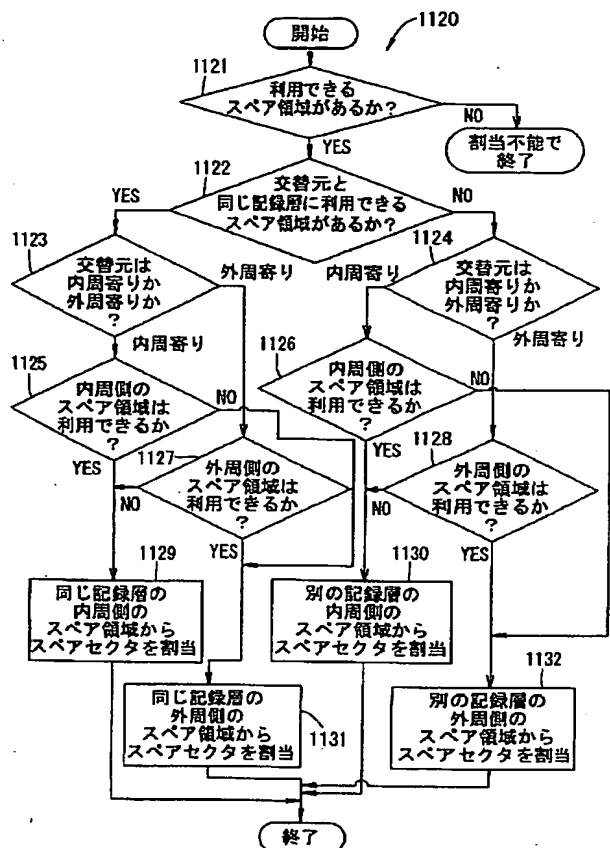 1120
開始
1121
利用できる
スペア領域があるか?
NO
割当不能で
終了
YES
1122
交替元と
同じ記録層に利用できる
スペア領域があるか?
YES
NO
1123
交替元は
内周寄りか
外周寄りか
?
外周寄り
内周寄り
1124
交替元は
内周寄りか
外周寄りか
?
内周寄り
外周寄り
1125
内周側の
スペア領域は
利用できるか
?
NO
YES
1126
内周側の
スペア領域は
利用できるか
?
NO
YES
1127
外周側の
スペア領域は
利用できるか
?
NO
YES
1128
外周側の
スペア領域は
利用できるか
?
NO
YES
1129
同じ記録層の
内周側の
スペア領域から
スペアセクタを割当
1130
別の記録層の
内周側の
スペア領域から
スペアセクタを割当
同じ記録層の
外周側の
スペア領域から
スペアセクタを割当
1131
1132
別の記録層の
外周側の
スペア領域から
スペアセクタを割当
終了